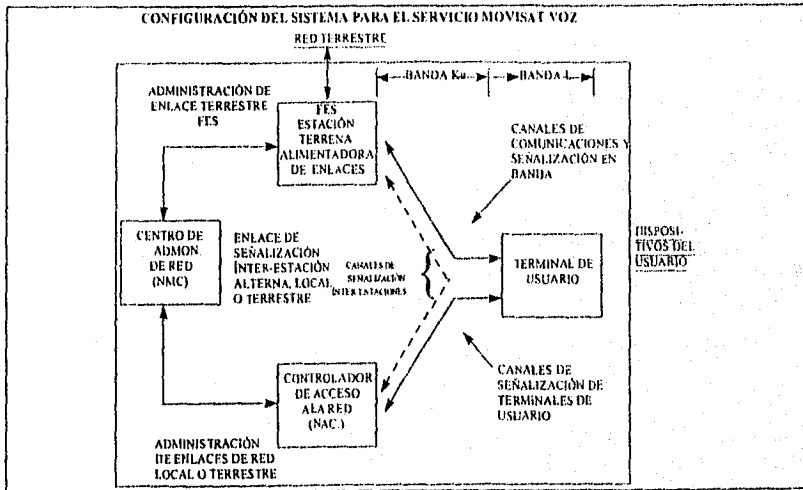 CONFIGURACIÓN DEL SISTEMA PARA EL SERVICIO MOVISAT VOZ
RED TERRESTRE
BANDA Ku
BANDA L
ADMINISTRACIÓN DE
ENLACE TERRESTRE
FES
FES
ESTACIÓN
TERRENA
ALIMENTADORA
DE ENLACES
CANALES DE
COMUNICACIONES Y
SEÑALIZACIÓN EN
BANDA
CENTRO DE
ADMON.
DE RED
(NMC)
ENLACE DE
SEÑALIZACIÓN
INTER-ESTACIÓN
ALTERNA, LOCAL
O TERRESTRE
CANALES DE
SEÑALIZACIÓN
INTER ESTACIONES
TERMINAL DE
USUARIO
DISPOSI-
TIVOS DEL
USUARIO
CONTROLADOR
DE ACCESO
A LA RED
(NAC.)
CANALES DE
SEÑALIZACIÓN DE
TERMINALES DE
USUARIO
ADMINISTRACIÓN
DE ENLACES DE RED
LOCAL O TERRESTRE